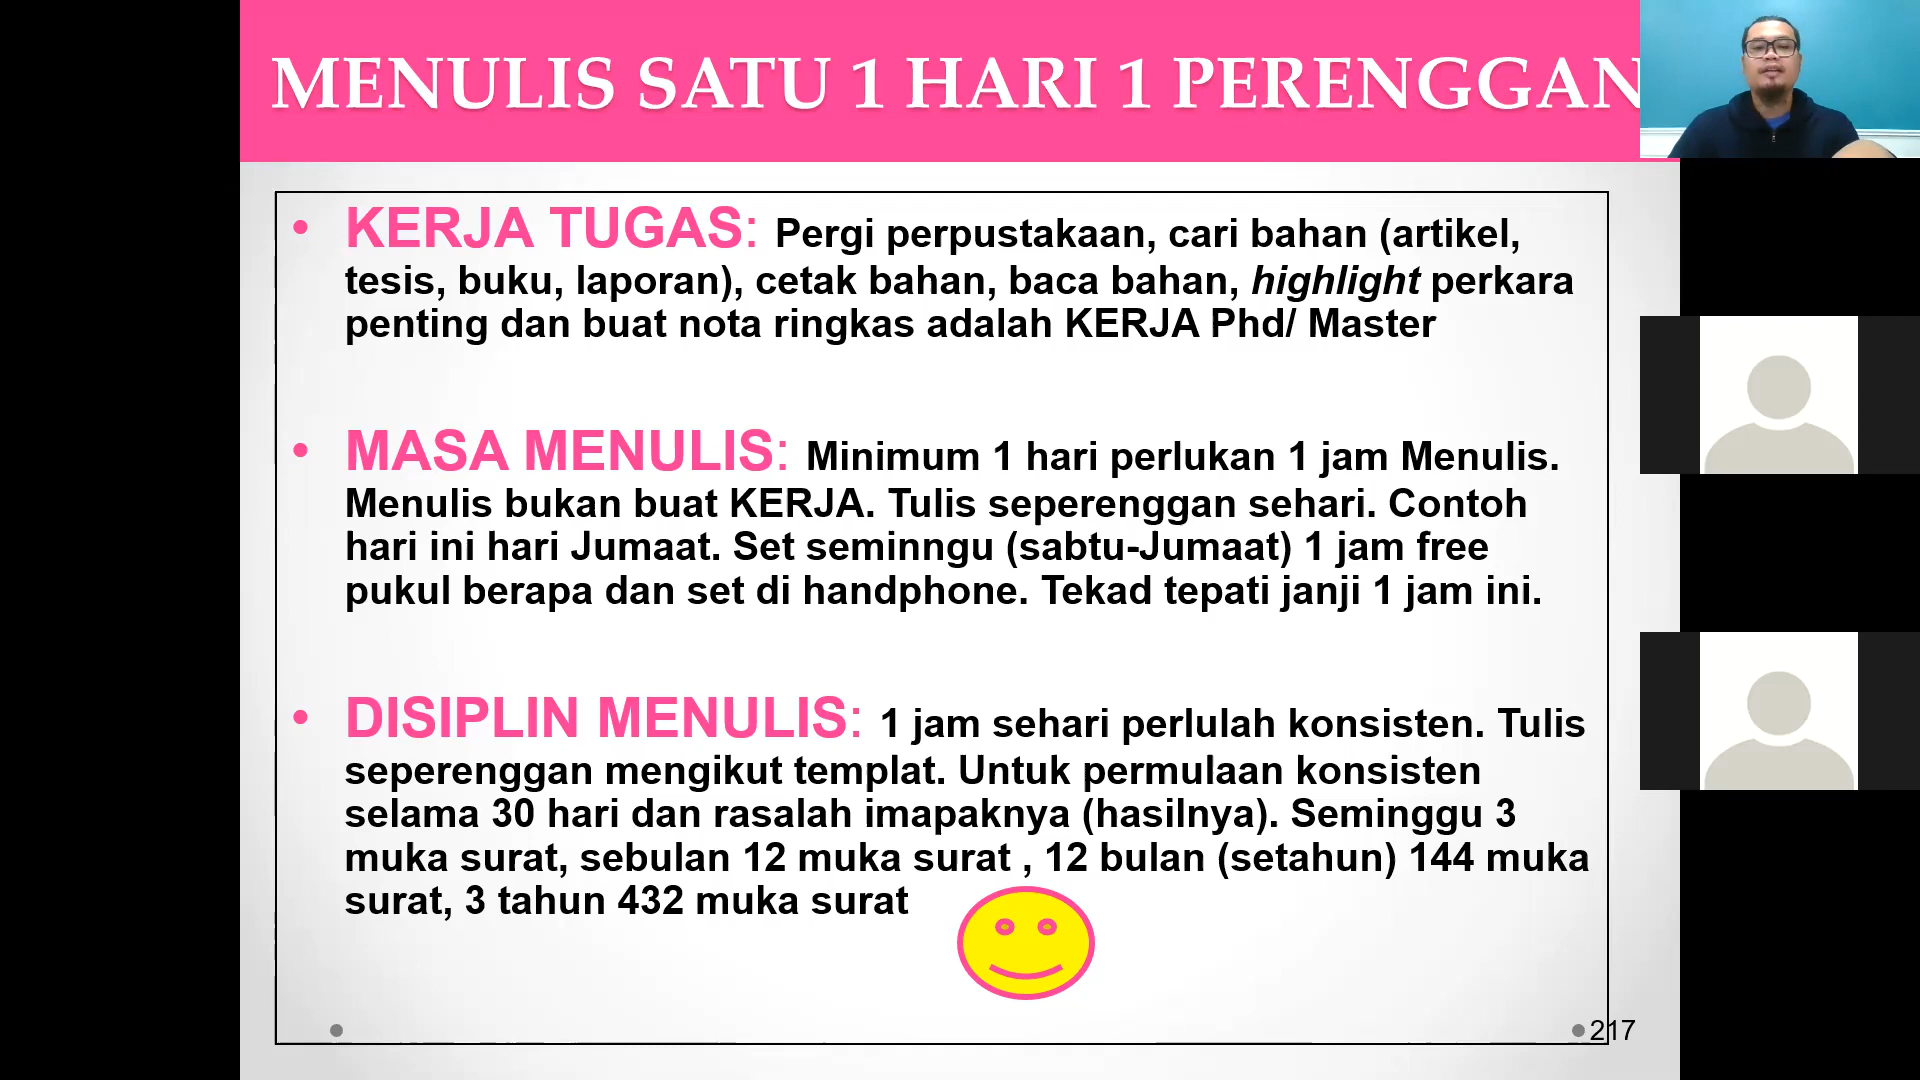 MENULIS SATU 1 HARI 1 PERENGGAN
• KERJA TUGAS: Pergi perpustakaan, cari bahan (artikel,
tesis, buku, laporan), cetak bahan, baca bahan, highlight perkara
penting dan buat nota ringkas adalah KERJA Phd/ Master
• MASA MENULIS: Minimum 1 hari perlukan 1 jam Menulis.
Menulis bukan buat KERJA. Tulis seperenggan sehari. Contoh
hari ini hari Jumaat. Set seminngu (sabtu-Jumaat) 1 jam free
pukul berapa dan set di handphone. Tekad tepati janji 1 jam ini.
• DISIPLIN MENULIS: 1 jam sehari perlulah konsisten. Tulis
seperenggan mengikut templat. Untuk permulaan konsisten
selama 30 hari dan rasalah imapaknya (hasilnya). Seminggu 3
muka surat, sebulan 12 muka surat , 12 bulan (setahun) 144 muka
surat, 3 tahun 432 muka surat
217